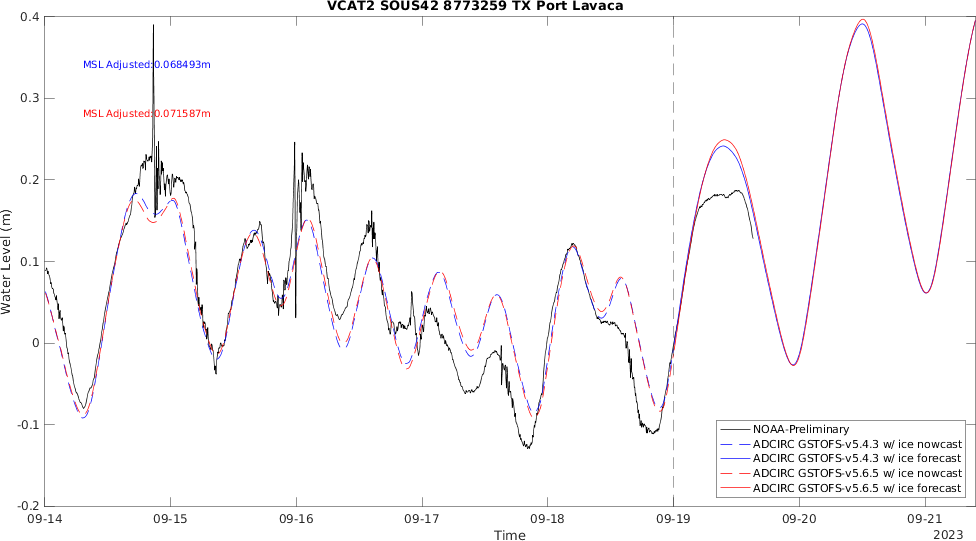 VCAT2 SOUS42 8773259 TX Port Lavaca
0.4
MSL Adjusted:0.068493m
0.3
MSL Adjusted:0.071587m
0.2
0.1
Water Level (m)
0
-0.1
NOAA-Preliminary
ADCIRC GSTOFS-v5.4.3 w/ ice nowcast
ADCIRC GSTOFS-v5.4.3 w/ ice forecast
ADCIRC GSTOFS-v5.6.5 w/ ice nowcast
ADCIRC GSTOFS-v5.6.5 w/ ice forecast
-0.2
09-14 09-15 09-16 09-17 09-18 09-19 09-20 09-21
Time
2023